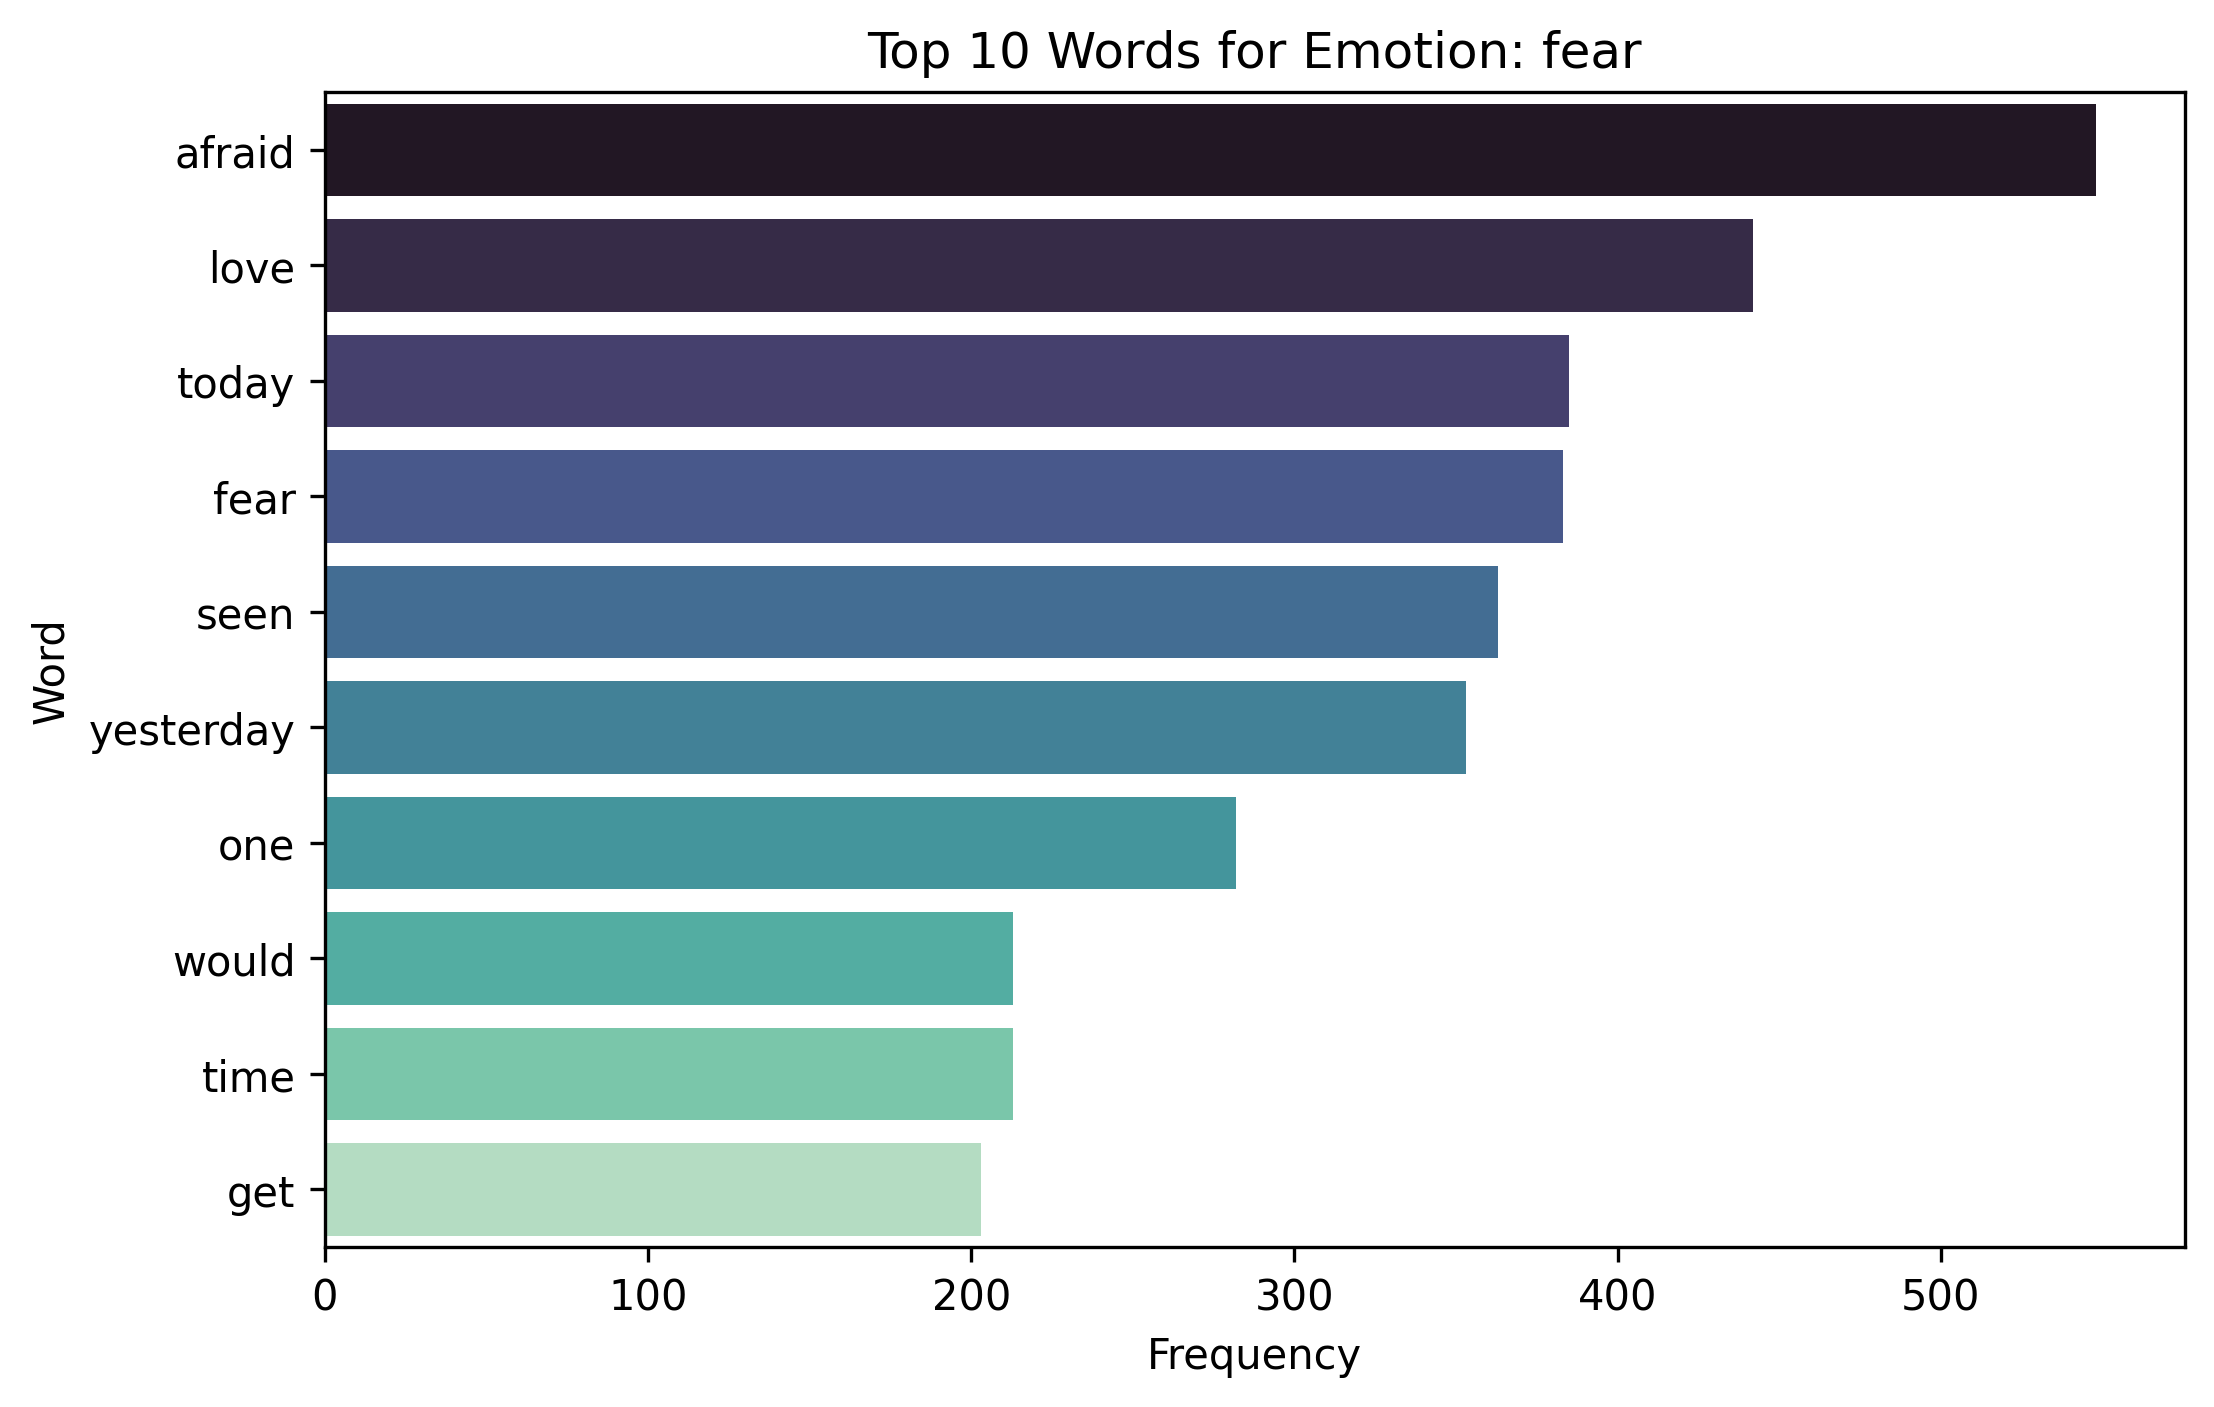 Top 10 Words for Emotion: fear
afraid
love
today
fear
seen
yesterday
one
would
time
get
Word
0 100 200 300 400 500
Frequency